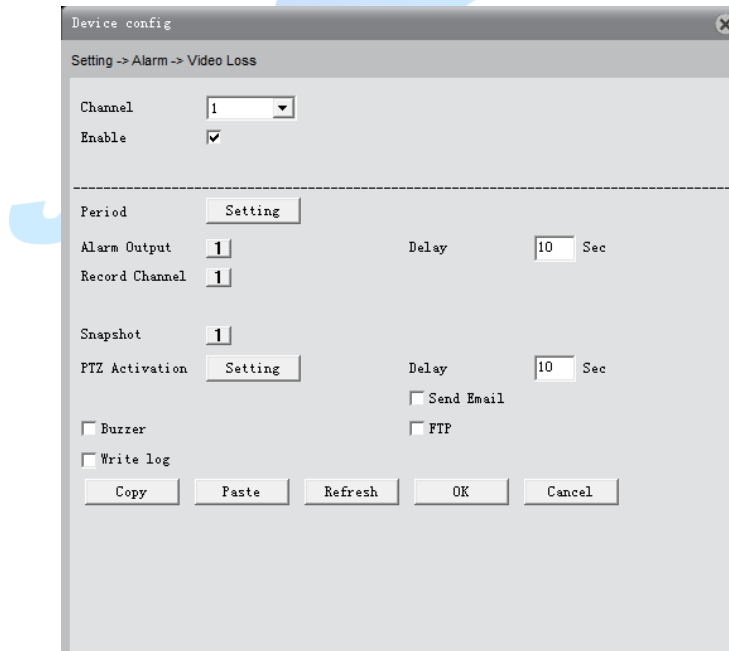 Device config
Setting -> Alarm -> Video Loss
Channel 1
Enable
Period Setting
Alarm Output 1 Delay 10 Sec
Record Channel 1
Snapshot 1
PTZ Activation Setting Delay 10 Sec
Send Email
Buzzer FTP
Write log
Copy Paste Refresh OK Cancel